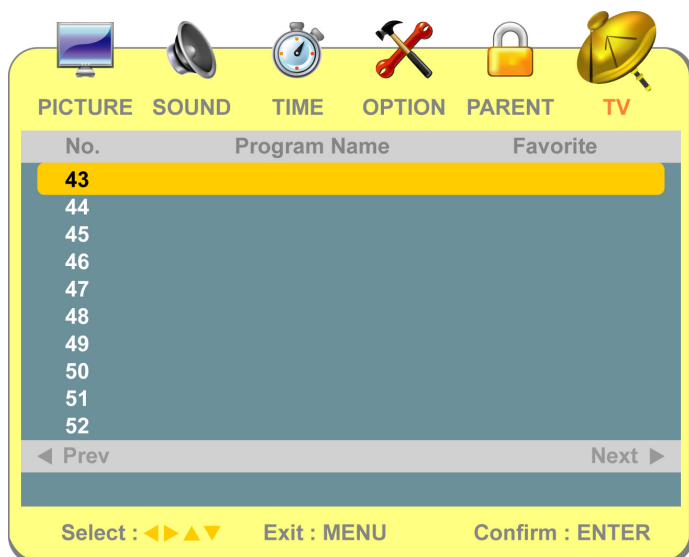 PICTURE SOUND TIME OPTION PARENT TV
No. Program Name Favorite
43
44
45
46
47
48
49
50
51
52
◀ Prev Next ▶
Select : ◀▶▲▼ Exit : MENU Confirm : ENTER